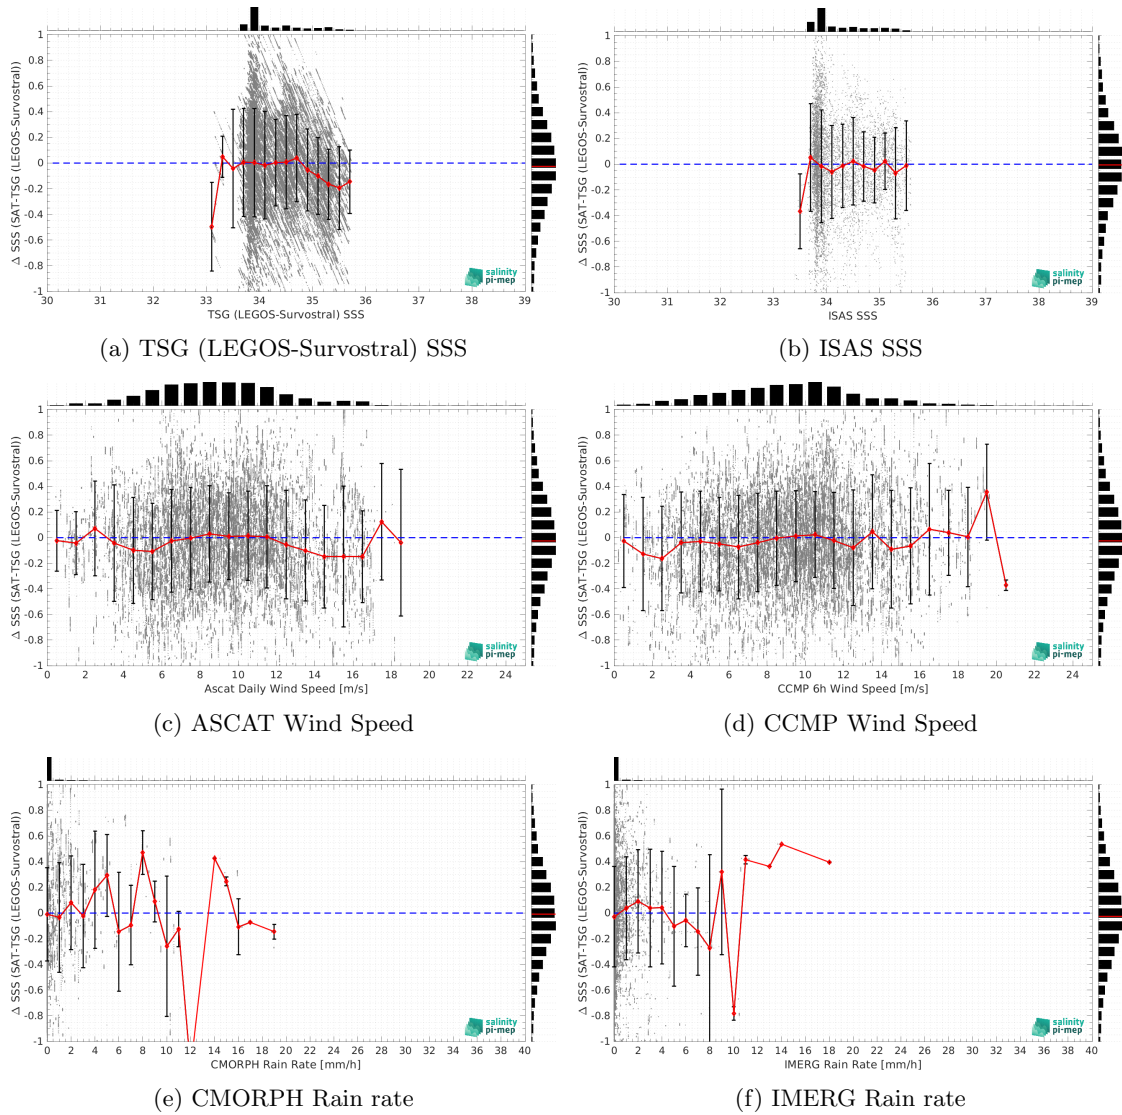 1
0.8
0.6
0.4
0.2
0
-0.2
-0.4
-0.6
-0.8
-1
Δ SSS (SAT-TSG (LEGOS-Survostral))
salinity
pi-mep
30 31 32 33 34 35 36 37 38 39
TSG (LEGOS-Survostral) SSS
(a) TSG (LEGOS-Survostral) SSS
1
0.8
0.6
0.4
0.2
0
-0.2
-0.4
-0.6
-0.8
-1
Δ SSS (SAT-TSG (LEGOS-Survostral))
salinity
pi-mep
30 31 32 33 34 35 36 37 38 39
ISAS SSS
(b) ISAS SSS
1
0.8
0.6
0.4
0.2
0
-0.2
-0.4
-0.6
-0.8
-1
Δ SSS (SAT-TSG (LEGOS-Survostral))
salinity
pi-mep
0 2 4 6 8 10 12 14 16 18 20 22 24
Ascat Daily Wind Speed [m/s]
(c) ASCAT Wind Speed
1
0.8
0.6
0.4
0.2
0
-0.2
-0.4
-0.6
-0.8
-1
Δ SSS (SAT-TSG (LEGOS-Survostral))
salinity
pi-mep
0 2 4 6 8 10 12 14 16 18 20 22 24
CCMP 6h Wind Speed [m/s]
(d) CCMP Wind Speed
1
0.8
0.6
0.4
0.2
0
-0.2
-0.4
-0.6
-0.8
-1
Δ SSS (SAT-TSG (LEGOS-Survostral))
salinity
pi-mep
0 2 4 6 8 10 12 14 16 18 20 22 24 26 28 30 32 34 36 38 40
CMORPH Rain Rate [mm/h]
(e) CMORPH Rain rate
1
0.8
0.6
0.4
0.2
0
-0.2
-0.4
-0.6
-0.8
-1
Δ SSS (SAT-TSG (LEGOS-Survostral))
salinity
pi-mep
0 2 4 6 8 10 12 14 16 18 20 22 24 26 28 30 32 34 36 38 40
IMERG Rain Rate [mm/h]
(f) IMERG Rain rate